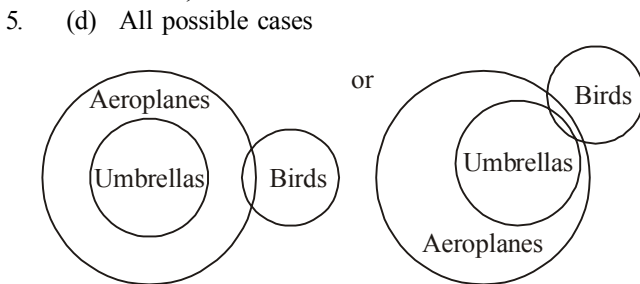 5. (d) All possible cases
or
Aeroplanes
Umbrellas
Birds
Birds
Umbrellas
Aeroplanes